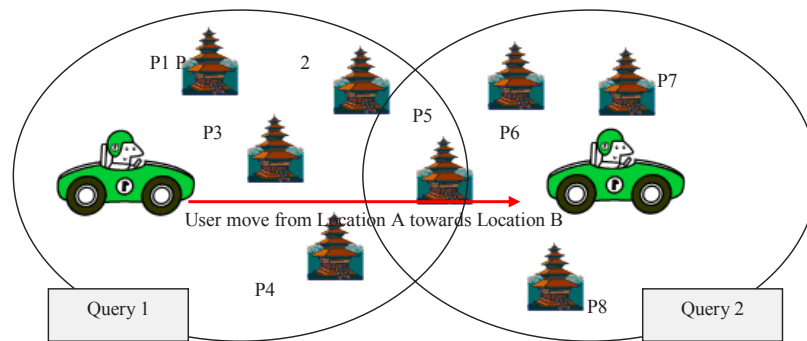 P1 P 2
P7
P5
P3 P6
User move from Location A towards Location B
P4
P8
Query 1
Query 2